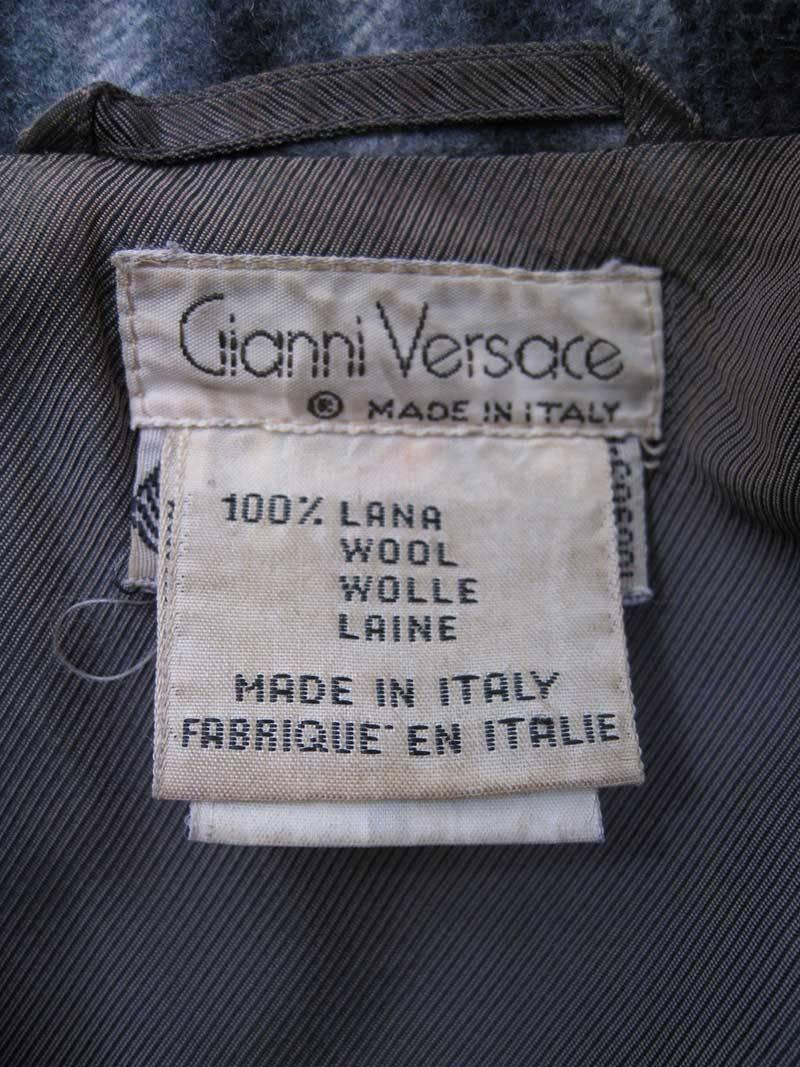 Gianni Versace
® MADE IN ITALY
100% LANA
WOOL
WOLLE
LAINE
MADE IN ITALY
FABRIQUE EN ITALIE